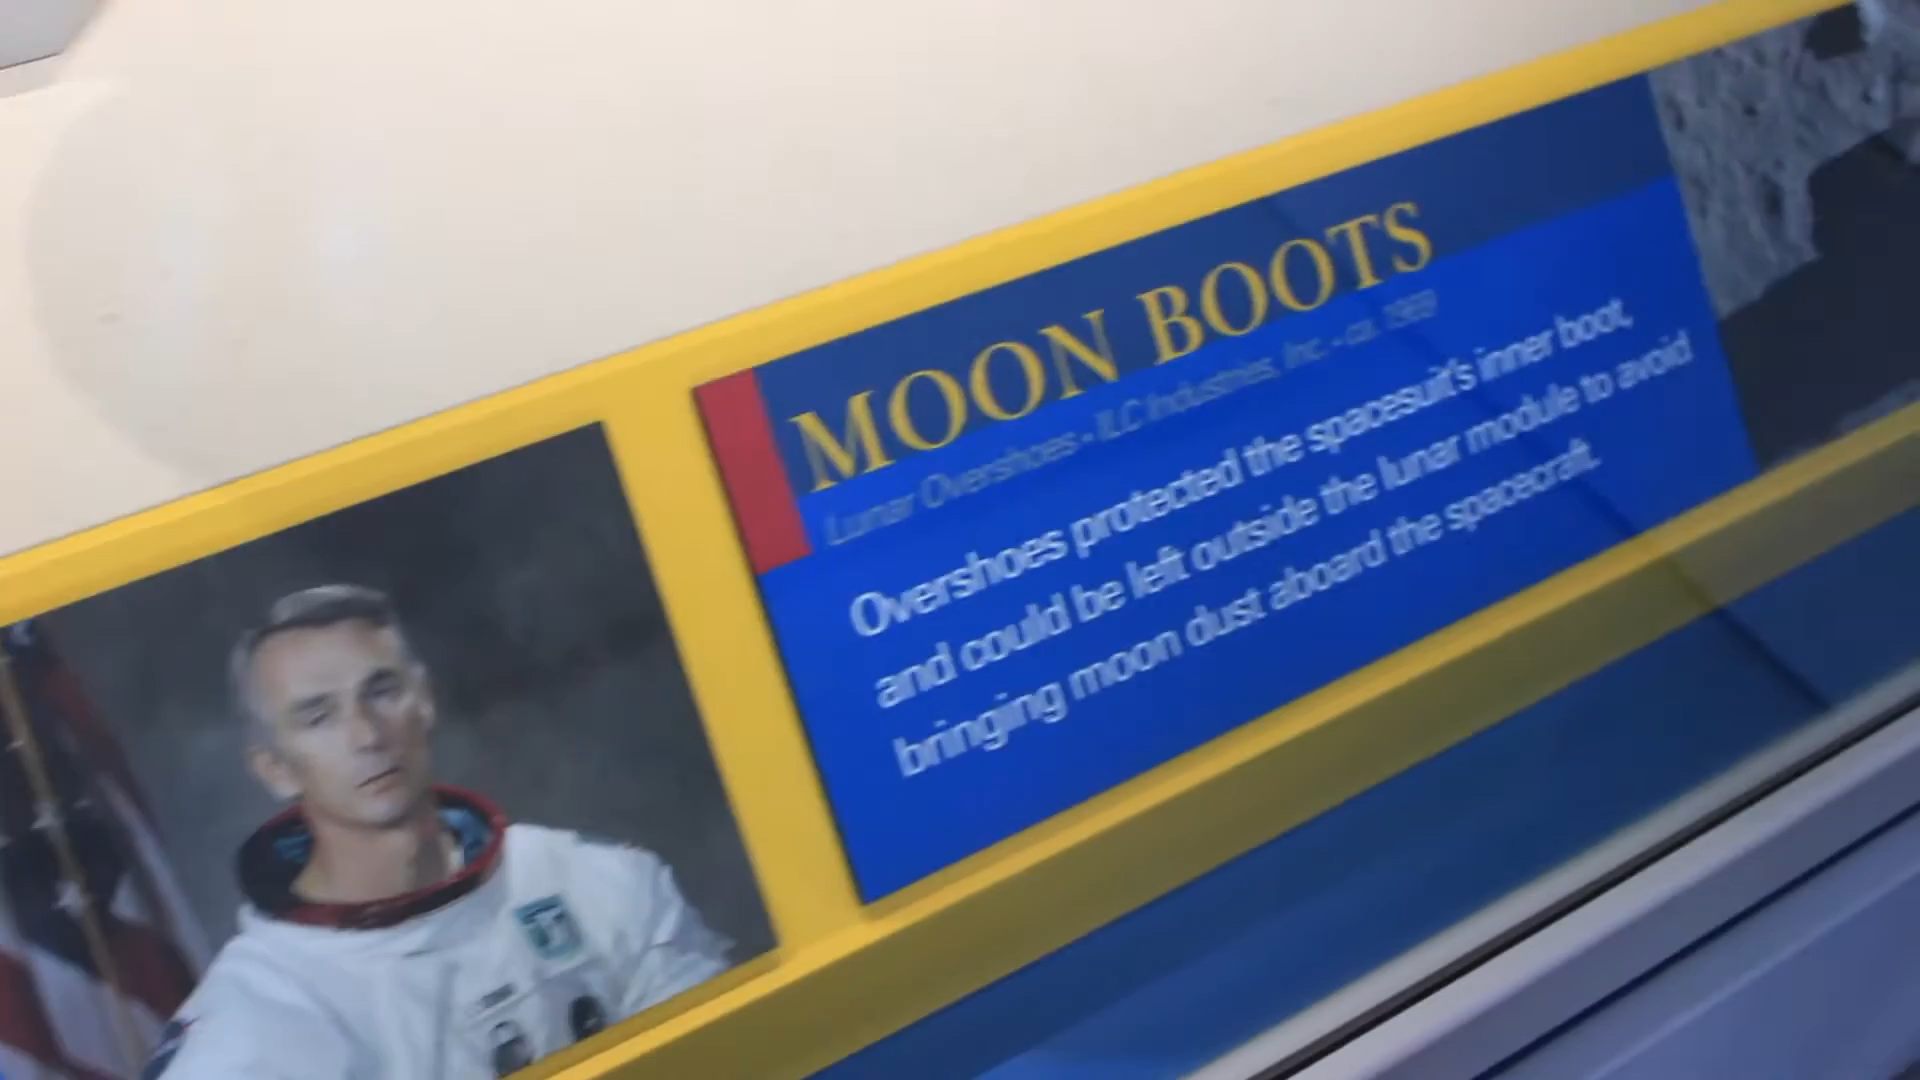 MOON BOOTS
Lunar Overshoes • ILC Industries, Inc. • ca. 1969
Overshoes protected the spacesuit's inner boot,
and could be left outside the lunar module to avoid
bringing moon dust aboard the spacecraft.